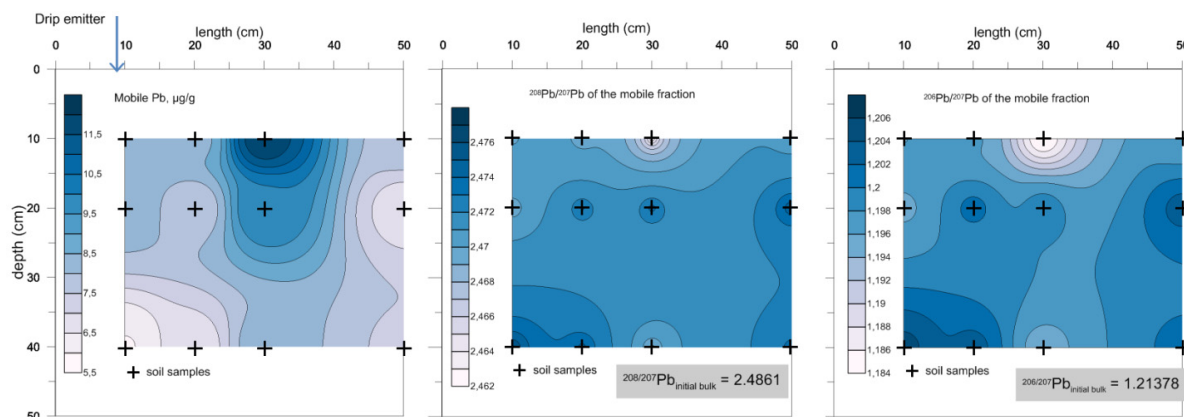 Drip emitter
length (cm)
0 10 20 30 40 50
depth (cm)
0
10
20
30
40
50
Mobile Pb, µg/g
11,5
10,5
9,5
8,5
7,5
6,5
5,5
soil samples
length (cm)
0 10 20 30 40 50
²⁰⁸Pb/²⁰⁷Pb of the mobile fraction
2,476
2,474
2,472
2,47
2,468
2,466
2,464
2,462
soil samples
208/207Pb initial bulk = 2.4861
length (cm)
0 10 20 30 40 50
²⁰⁶Pb/²⁰⁷Pb of the mobile fraction
1,206
1,204
1,202
1,2
1,198
1,196
1,194
1,192
1,19
1,188
1,186
1,184
soil samples
206/207Pb initial bulk = 1.21378